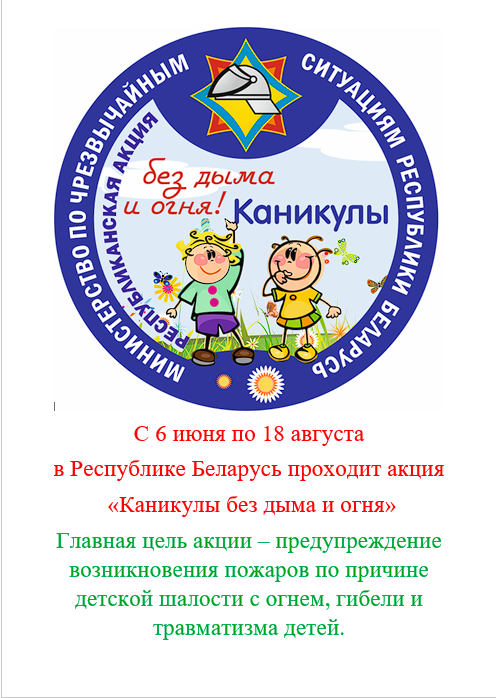 МИНИСТЕРСТВО ПО ЧРЕЗВЫЧАЙНЫМ СИТУАЦИЯМ РЕСПУБЛИКИ БЕЛАРУСЬ
РЕСПУБЛИКАНСКАЯ АКЦИЯ
без дыма
и огня!
Каникулы
С 6 июня по 18 августа
в Республике Беларусь проходит акция
«Каникулы без дыма и огня»
Главная цель акции – предупреждение
возникновения пожаров по причине
детской шалости с огнем, гибели и
травматизма детей.